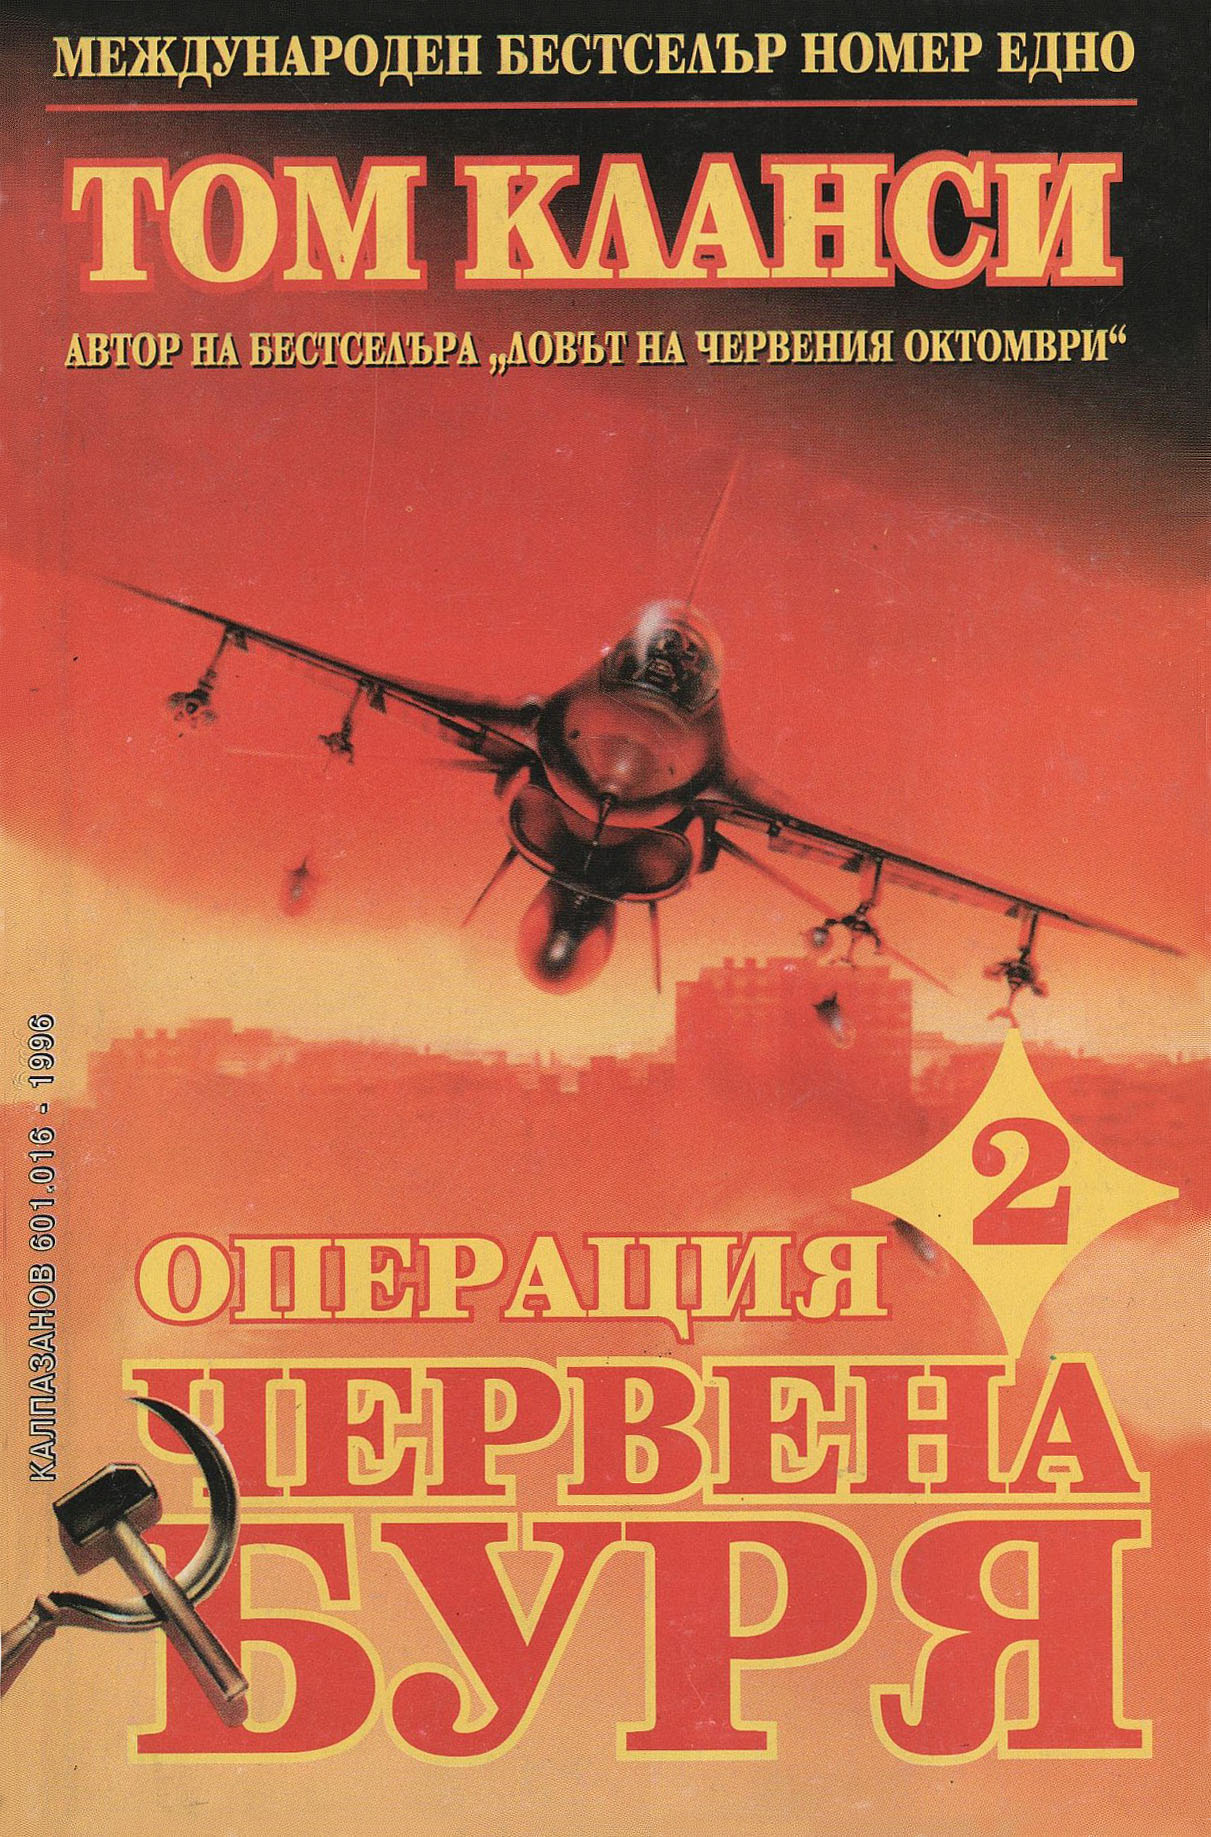 МЕЖДУНАРОДЕН БЕСТСЕЛЪР НОМЕР ЕДНО
ТОМ КЛАНСИ
АВТОР НА БЕСТСЕЛЪРА „ЛОВЪТ НА ЧЕРВЕНИЯ ОКТОМВРИ“
КАЛПАЗАНОВ 601.016 - 1996
2
ОПЕРАЦИЯ
ЧЕРВЕНА
БУРЯ